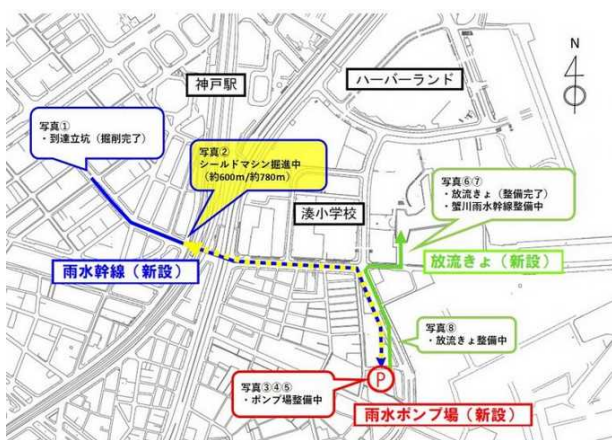 N
神戸駅
ハーバーランド
写真①
・到達立坑（掘削完了）
写真②
シールドマシン掘進中
（約600m/約780m）
写真⑥⑦
・放流きょ（整備完了）
・蟹川雨水幹線整備中
湊小学校
雨水幹線（新設）
放流きょ（新設）
写真⑧
・放流きょ整備中
写真③④⑤
・ポンプ場整備中
P
雨水ポンプ場（新設）